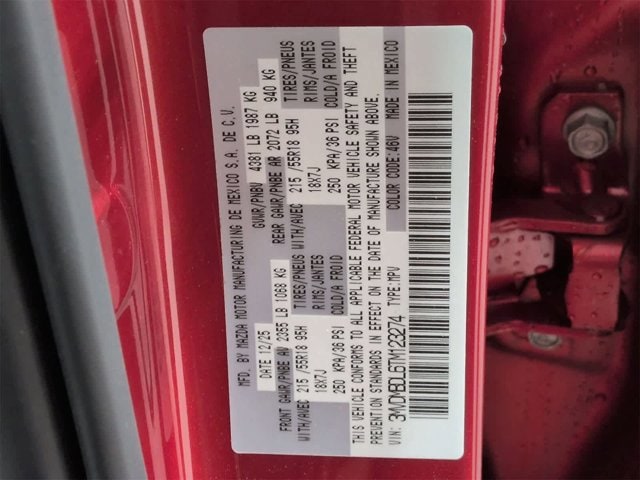 MFD. BY MAZDA MOTOR MANUFACTURING DE MEXICO S.A. DE C.V.
DATE 12/25 GVWR/PNBV 4381 LB 1987 KG
FRONT GAWR/PNBE AV 2355 LB 1068 KG REAR GAWR/PNBE AR 2072 LB 940 KG
WITH/AVEC 215 /55R18 95H TIRES/PNEUS WITH/AVEC 215 /55R18 95H TIRES/PNEUS
18X7J RIMS/JANTES 18X7J RIMS/JANTES
250 KPA/36 PSI COLD/A FROID 250 KPA/36 PSI COLD/A FROID
THIS VEHICLE CONFORMS TO ALL APPLICABLE FEDERAL MOTOR VEHICLE SAFETY AND THEFT
PREVENTION STANDARDS IN EFFECT ON THE DATE OF MANUFACTURE SHOWN ABOVE.
VIN: 3MVDMBDL6TM123274 TYPE:MPV COLOR CODE:46V MADE IN MEXICO